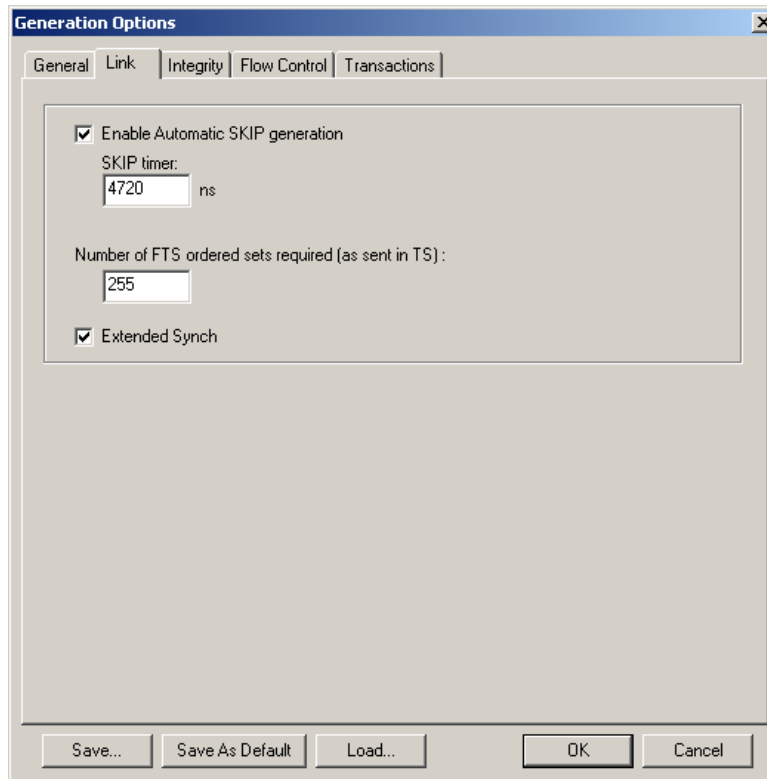 Generation Options
General Link Integrity Flow Control Transactions
Enable Automatic SKIP generation
SKIP timer:
4720 ns
Number of FTS ordered sets required (as sent in TS) :
255
Extended Synch
Save... Save As Default Load... OK Cancel